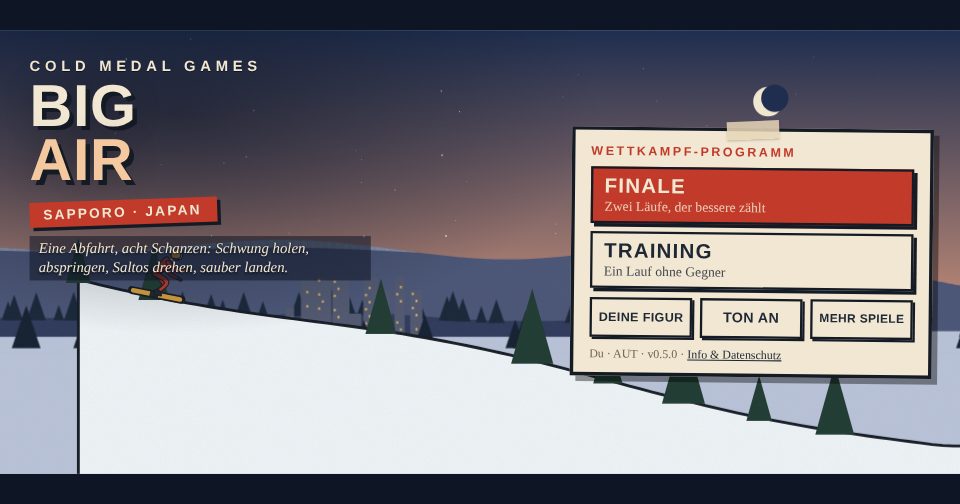 COLD MEDAL GAMES
BIG
AIR
SAPPORO · JAPAN
Eine Abfahrt, acht Schanzen: Schwung holen,
abspringen, Saltos drehen, sauber landen.
WETTKAMPF-PROGRAMM
FINALE
Zwei Läufe, der bessere zählt
TRAINING
Ein Lauf ohne Gegner
DEINE FIGUR
TON AN
MEHR SPIELE
Du · AUT · v0.5.0 · Info & Datenschutz